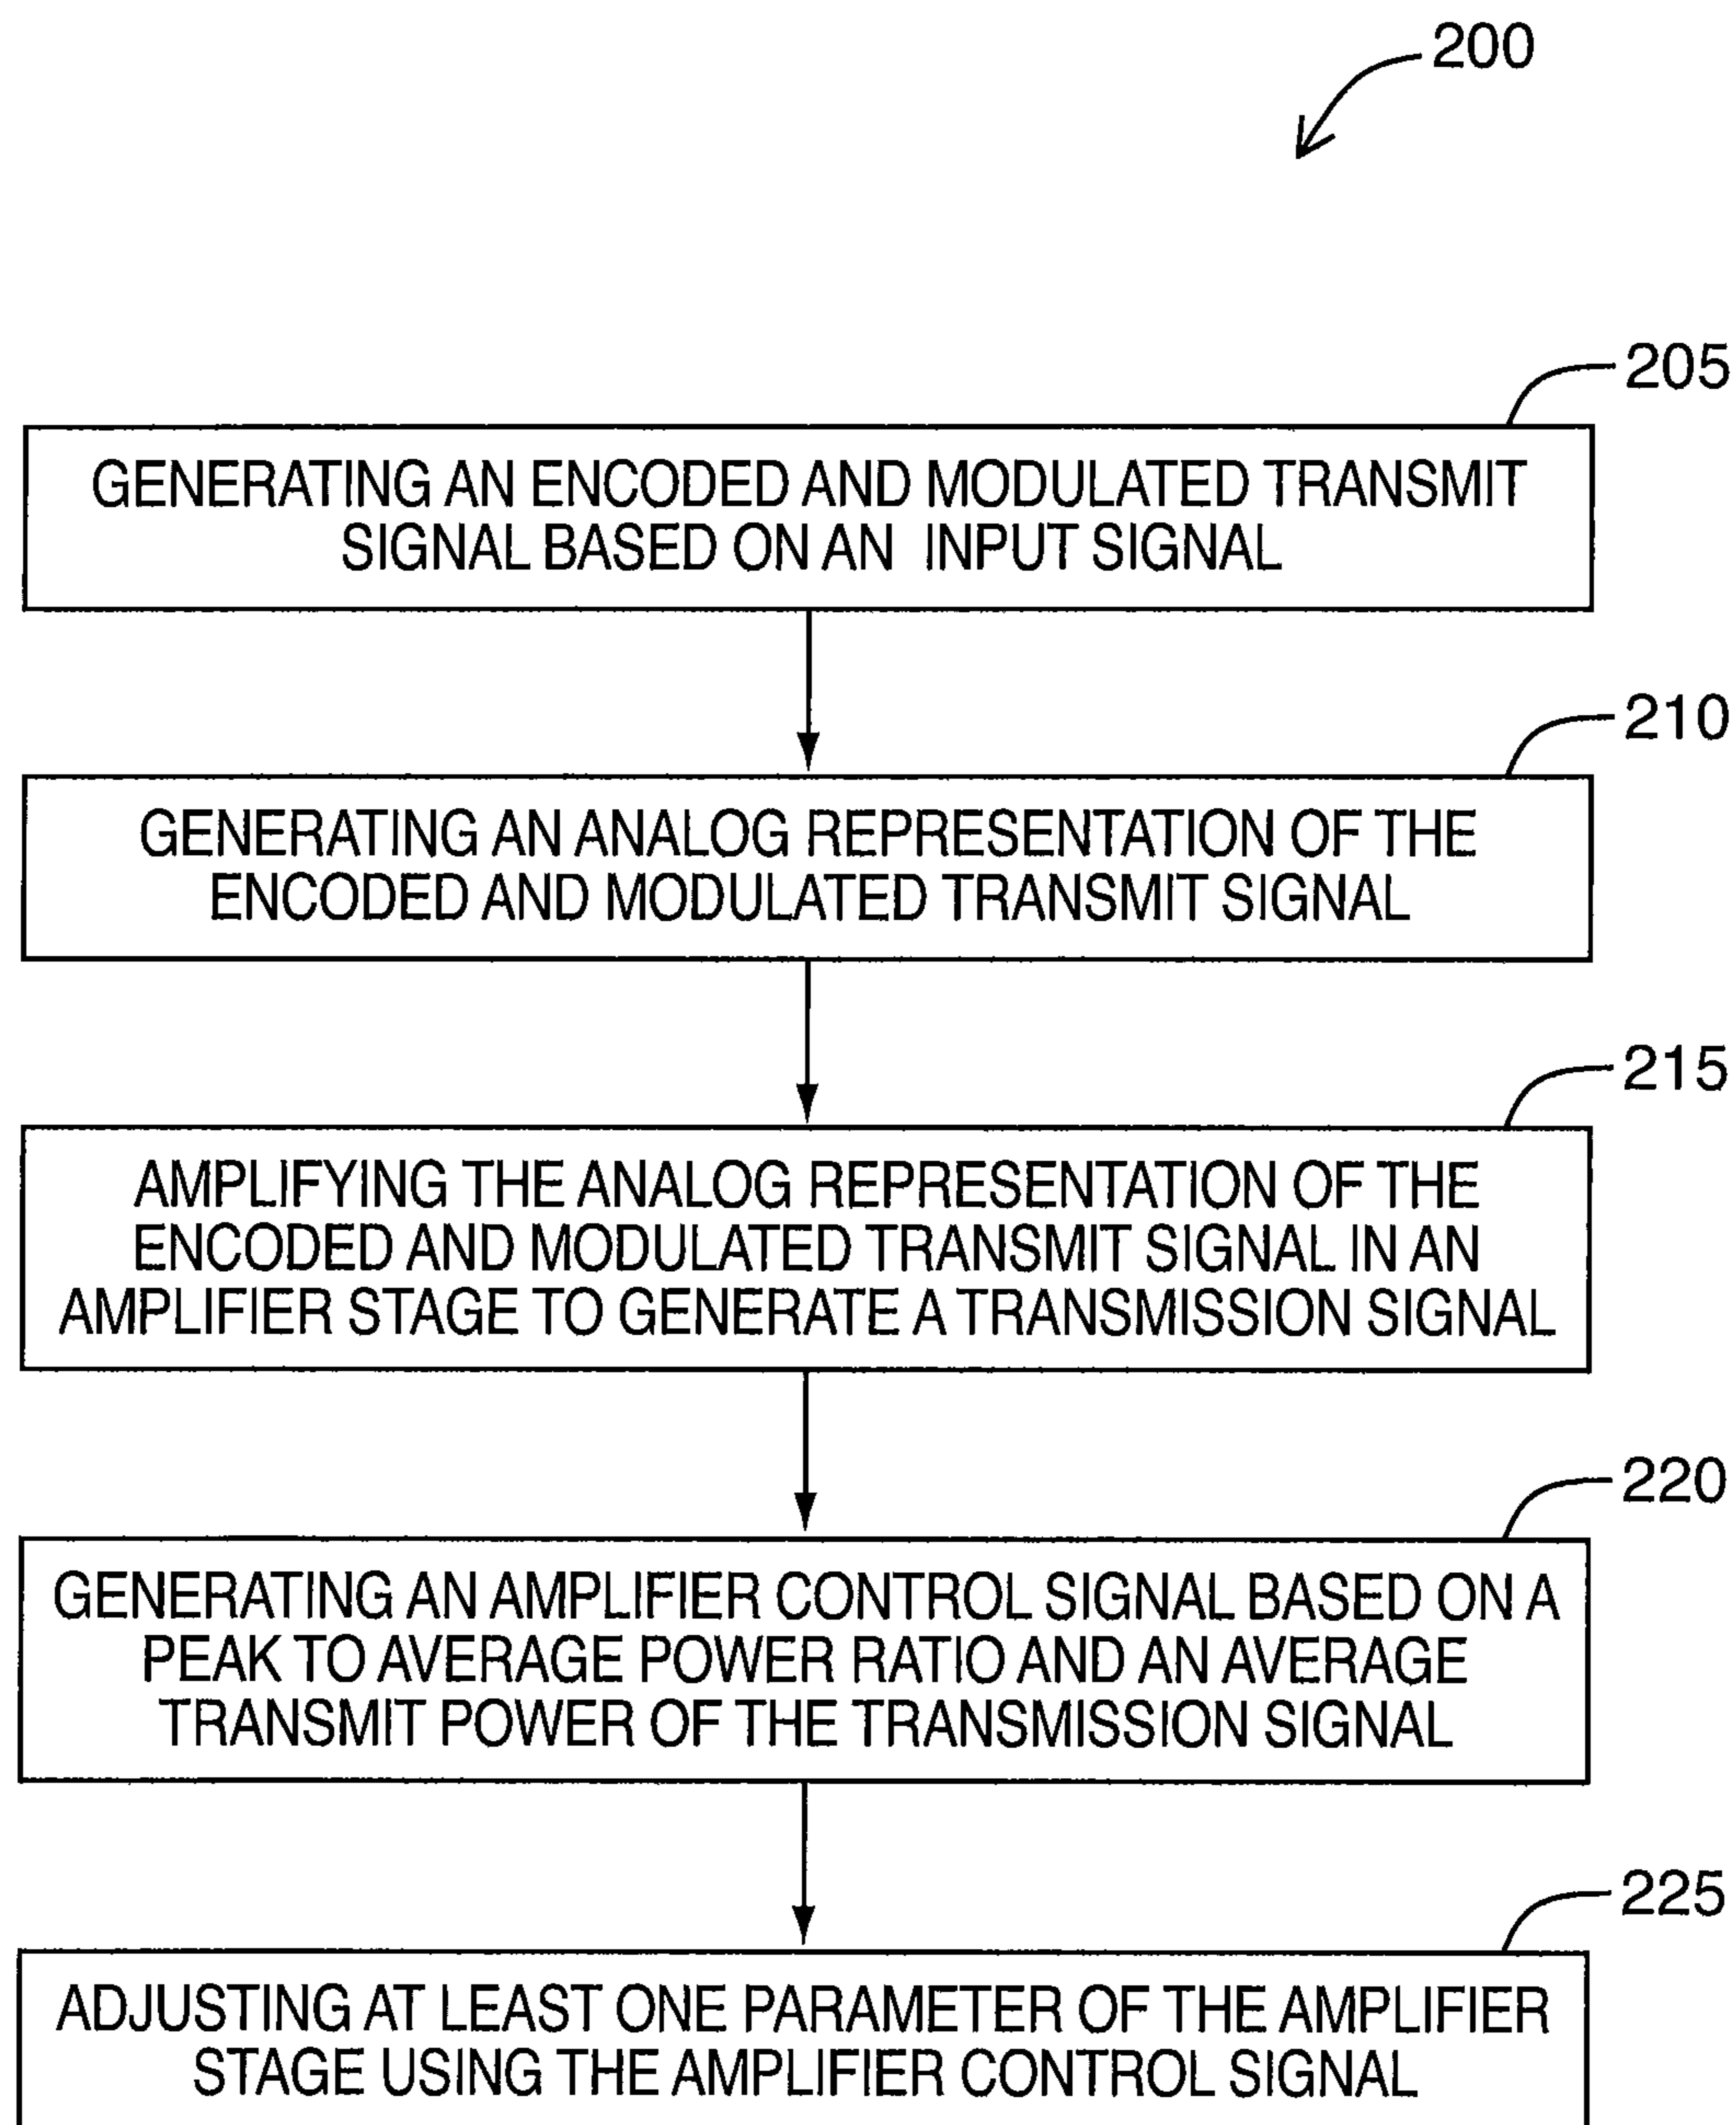 200
205
GENERATING AN ENCODED AND MODULATED TRANSMIT
SIGNAL BASED ON AN INPUT SIGNAL
210
GENERATING AN ANALOG REPRESENTATION OF THE
ENCODED AND MODULATED TRANSMIT SIGNAL
215
AMPLIFYING THE ANALOG REPRESENTATION OF THE
ENCODED AND MODULATED TRANSMIT SIGNAL IN AN
AMPLIFIER STAGE TO GENERATE A TRANSMISSION SIGNAL
220
GENERATING AN AMPLIFIER CONTROL SIGNAL BASED ON A
PEAK TO AVERAGE POWER RATIO AND AN AVERAGE
TRANSMIT POWER OF THE TRANSMISSION SIGNAL
225
ADJUSTING AT LEAST ONE PARAMETER OF THE AMPLIFIER
STAGE USING THE AMPLIFIER CONTROL SIGNAL